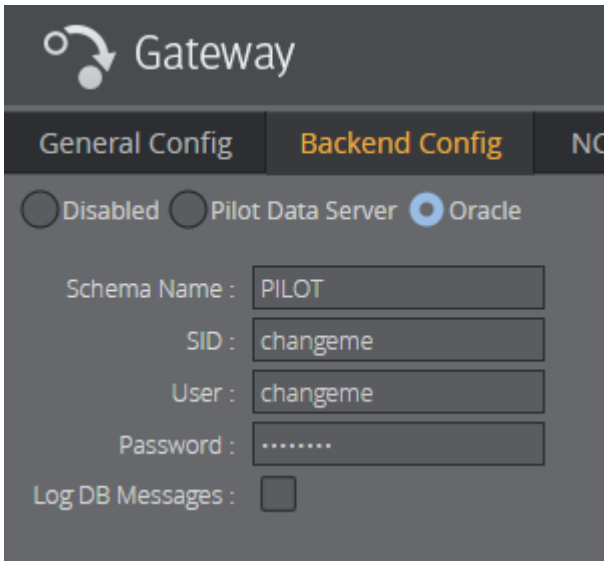 Gateway
General Config Backend Config NC
Disabled Pilot Data Server Oracle
Schema Name : PILOT
SID : changeme
User : changeme
Password : ········
Log DB Messages :